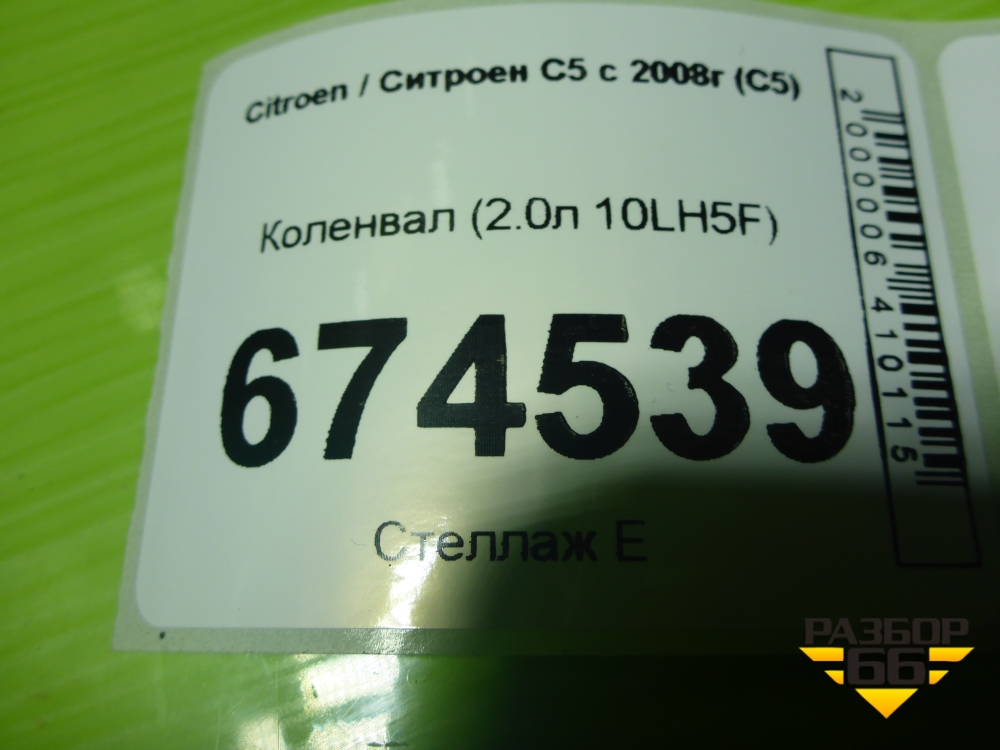 Citroen / Ситроен C5 с 2008г (C5)
Коленвал (2.0л 10LH5F)
674539
Стеллаж Е
2000006410115
РАЗБОР
66